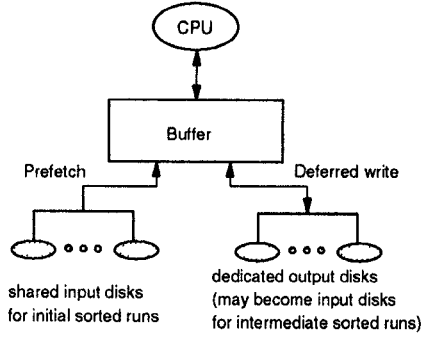 CPU
Buffer
Prefetch
Deferred write
shared input disks
for initial sorted runs
dedicated output disks
(may become input disks
for intermediate sorted runs)